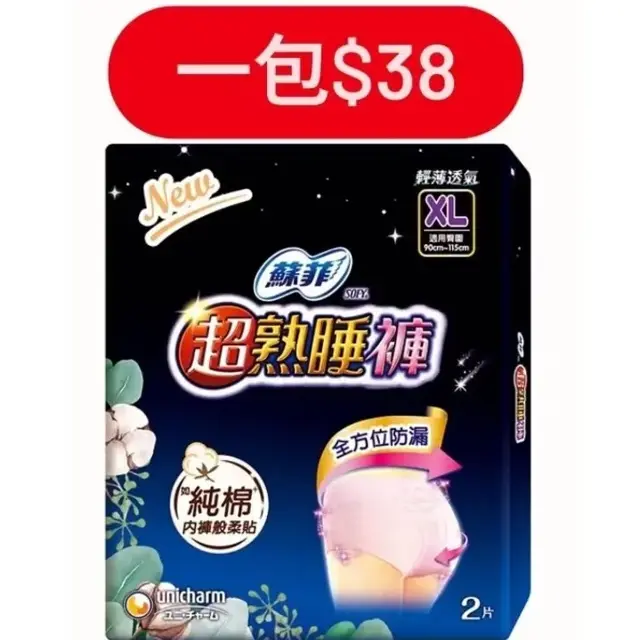 一包$38
New
輕薄透氣
XL
適用臀圍
90cm~115cm
蘇菲
SOFY.
超熟睡褲
全方位防漏
如純棉
內褲般柔貼
unicharm
ユニ・チャーム
2片